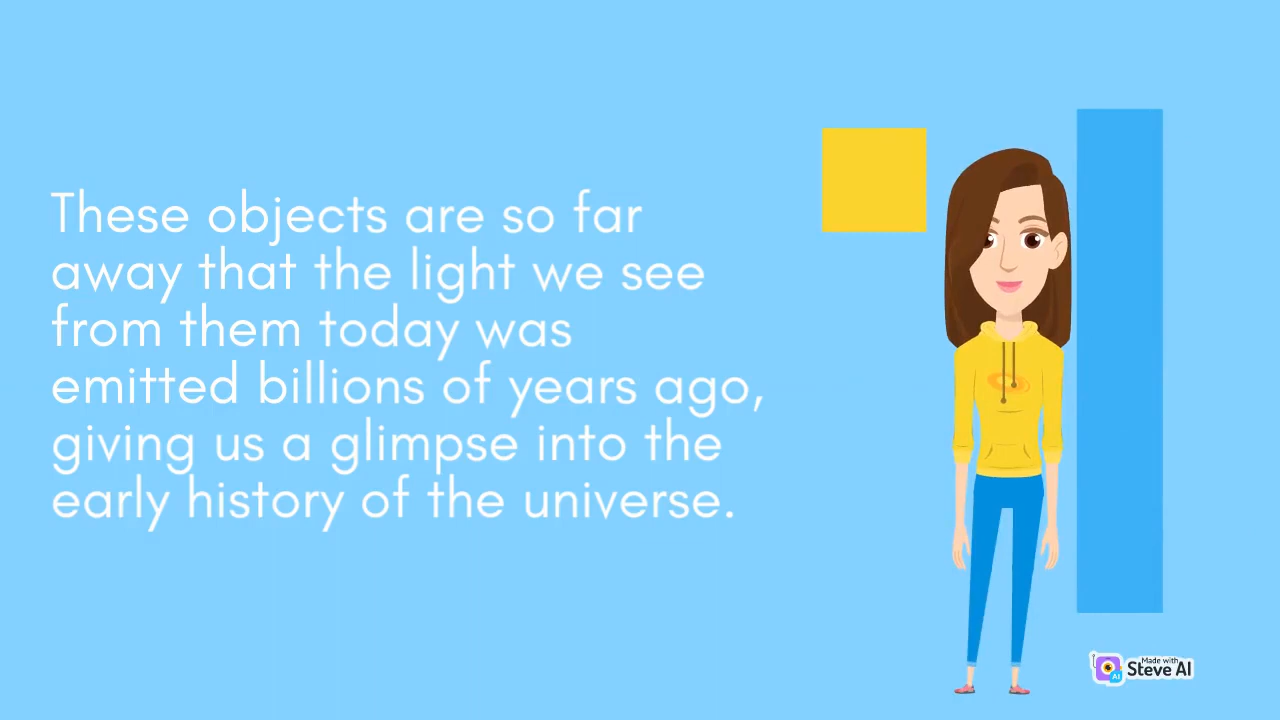 These objects are so far
away that the light we see
from them today was
emitted billions of years ago,
giving us a glimpse into the
early history of the universe.
Made with
Steve AI
AI